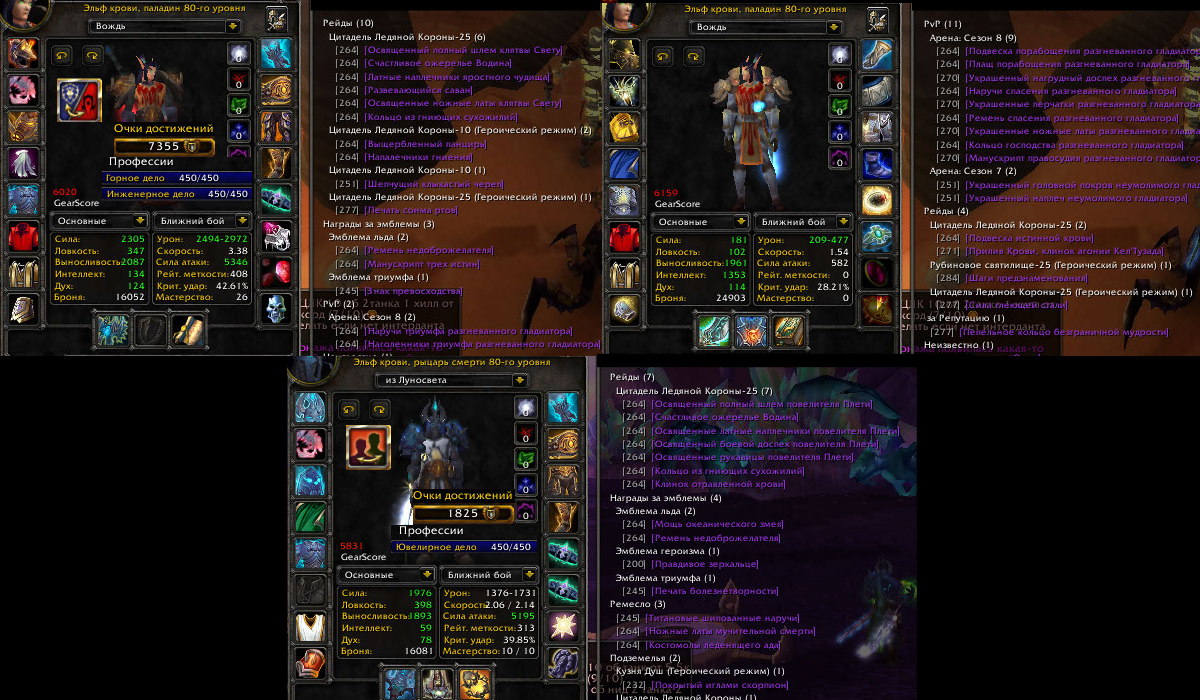 Эльф крови, паладин 80-го уровня
Вождь
Очки достижений
7355
Профессии
Горное дело 450/450
Инженерное дело 450/450
6020
GearScore
Основные
Ближний бой
Сила: 2305
Ловкость: 347
Выносливость: 2087
Интеллект: 134
Дух: 124
Броня: 16052
Урон: 2494-2972
Скорость: 3.38
Сила атаки: 5346
Рейт. меткости: 408
Крит. удар: 42.61%
Мастерство: 26
Рейды (10)
Цитадель Ледяной Короны-25 (6)
[264] [Освященный полный шлем клятвы Свету]
[264] [Счастливое ожерелье Водина]
[264] [Латные наплечники яростного чудища]
[264] [Развевающийся саван]
[264] [Освященные ножные латы клятвы Свету]
[264] [Кольцо из гниющих сухожилий]
Цитадель Ледяной Короны-10 (Героический режим) (2)
[264] [Выщербленный панцирь]
[264] [Напалечники гниения]
Цитадель Ледяной Короны-10 (1)
[251] [Шепчущий клыкастый череп]
Цитадель Ледяной Короны-25 (Героический режим) (1)
[277] [Печать сонма ртов]
Награды за эмблемы (3)
Эмблема льда (2)
[264] [Ремень недоброжелателя]
[264] [Манускрипт трех истин]
Эмблема триумфа (1)
[245] [Знак превосходства]
PvP (2)
Арена: Сезон 8 (2)
[264] [Наручи триумфа разгневанного гладиатора]
[264] [Наголенники триумфа разгневанного гладиатора]
Эльф крови, паладин 80-го уровня
Вождь
6159
GearScore
Основные
Ближний бой
Сила: 181
Ловкость: 102
Выносливость: 1961
Интеллект: 1353
Дух: 114
Броня: 24903
Урон: 209-477
Скорость: 1.54
Сила атаки: 582
Рейт. меткости: 0
Крит. удар: 28.21%
Мастерство: 0
PvP (11)
Арена: Сезон 8 (9)
[264] [Подвеска порабощения разгневанного гладиатор
[264] [Плащ порабощения разгневанного гладиатора]
[270] [Украшенный нагрудный доспех разгневанного
[264] [Наручи спасения разгневанного гладиатора]
[270] [Украшенные перчатки разгневанного гладиатора
[264] [Ремень спасения разгневанного гладиатора]
[270] [Украшенные ножные латы разгневанного
[264] [Кольцо господства разгневанного гладиатора]
[270] [Манускрипт правосудия разгневанного гладиатор
Арена: Сезон 7 (2)
[251] [Украшенный головной покров неумолимого
[251] [Украшенный наплеч неумолимого гладиатора]
Рейды (4)
Цитадель Ледяной Короны-25 (2)
[264] [Подвеска истинной крови]
[271] [Прилив Крови, клинок агонии Кел'Тузада]
Рубиновое святилище-25 (Героический режим) (1)
[284] [Шаги предзнаменования]
Цитадель Ледяной Короны-25 (Героический режим) (1)
[277] [Сила тлеющей стали]
за Репутацию (1)
[277] [Пепельное кольцо безграничной мудрости]
Неизвестно (1)
Эльф крови, рыцарь смерти 80-го уровня
из Луносвета
Очки достижений
1825
Профессии
Ювелирное дело 450/450
5831
GearScore
Основные
Ближний бой
Сила: 1976
Ловкость: 398
Выносливость: 1893
Интеллект: 59
Дух: 78
Броня: 16081
Урон: 1376-1731
Скорость: 2.06 / 2.14
Сила атаки: 5195
Рейт. меткости: 313
Крит. удар: 39.85%
Мастерство: 10 / 10
Рейды (7)
Цитадель Ледяной Короны-25 (7)
[264] [Освященный полный шлем повелителя Плети]
[264] [Счастливое ожерелье Водина]
[264] [Освященные латные наплечники повелителя Плети]
[264] [Освященный боевой доспех повелителя Плети]
[264] [Освященные рукавицы повелителя Плети]
[264] [Кольцо из гниющих сухожилий]
[264] [Клинок отравленной крови]
Награды за эмблемы (4)
Эмблема льда (2)
[264] [Мощь океанического змея]
[264] [Ремень недоброжелателя]
Эмблема героизма (1)
[200] [Правдивое зеркальце]
Эмблема триумфа (1)
[245] [Печать болезнетворности]
Ремесло (3)
[245] [Титановые шипованные наручи]
[264] [Ножные латы мучительной смерти]
[264] [Костомолы леденящего ада]
Подземелья (2)
Кузня Душ (Героический режим) (1)
[232] [Покрытый иглами скорпион]
Цитадель Ледяной Короны (1)